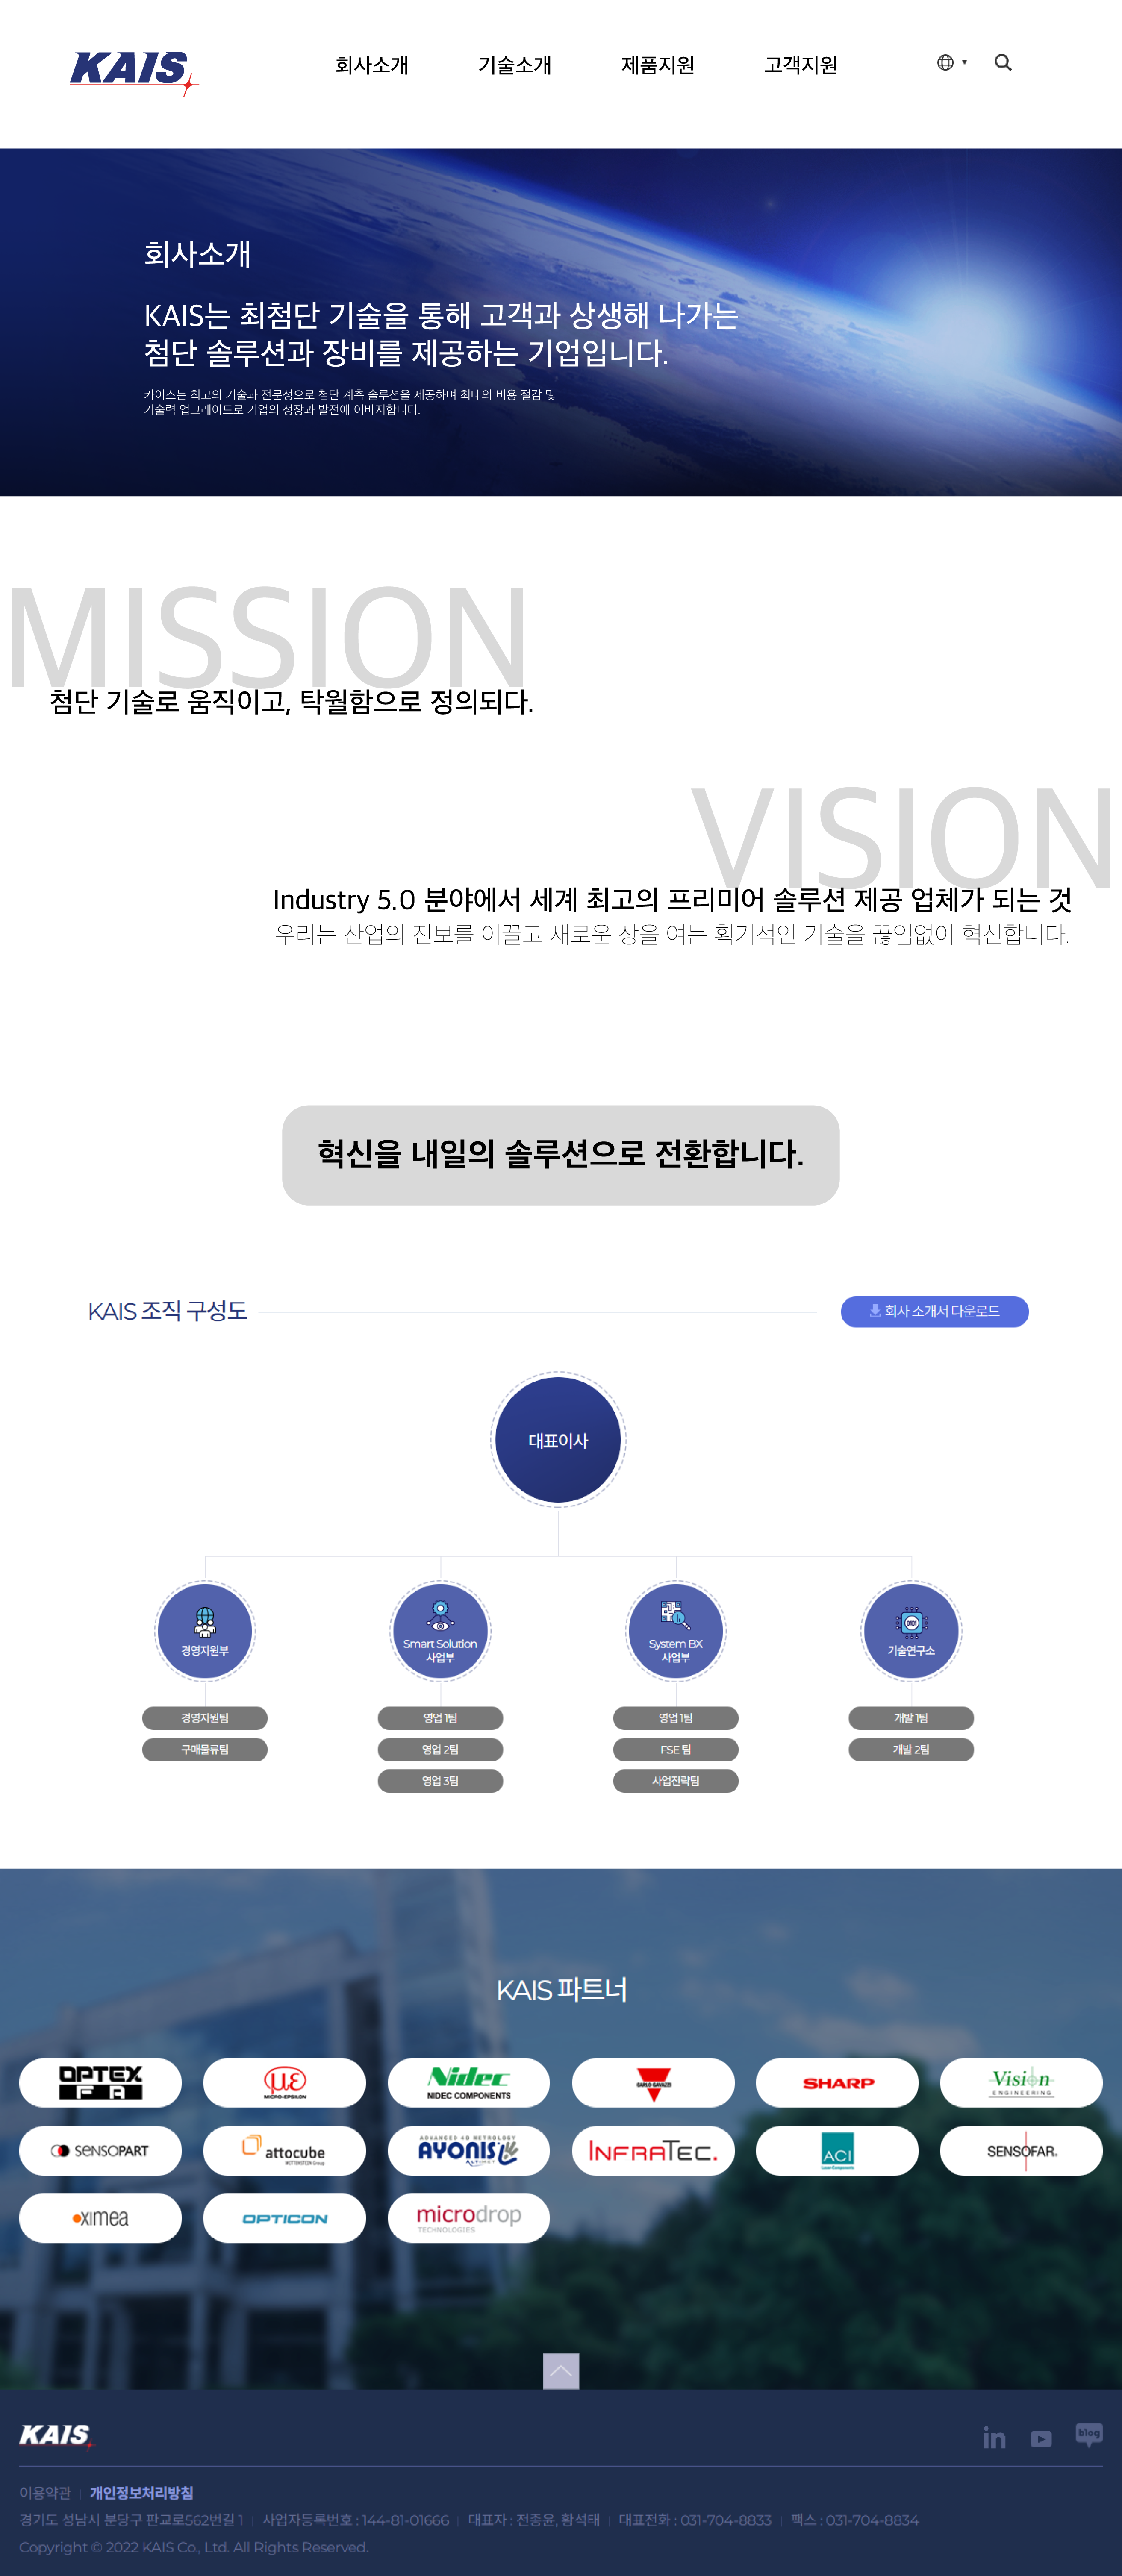 KAIS
회사소개
기술소개
제품지원
고객지원
회사소개
KAIS는 최첨단 기술을 통해 고객과 상생해 나가는
첨단 솔루션과 장비를 제공하는 기업입니다.
카이스는 최고의 기술과 전문성으로 첨단 계측 솔루션을 제공하며 최대의 비용 절감 및
기술력 업그레이드로 기업의 성장과 발전에 이바지합니다.
MISSION
첨단 기술로 움직이고, 탁월함으로 정의되다.
VISION
Industry 5.0 분야에서 세계 최고의 프리미어 솔루션 제공 업체가 되는 것
우리는 산업의 진보를 이끌고 새로운 장을 여는 획기적인 기술을 끊임없이 혁신합니다.
혁신을 내일의 솔루션으로 전환합니다.
KAIS 조직 구성도
회사 소개서 다운로드
대표이사
경영지원부
Smart Solution
사업부
System BX
사업부
기술연구소
경영지원팀
영업 1팀
영업 1팀
개발 1팀
구매물류팀
영업 2팀
FSE 팀
개발 2팀
영업 3팀
사업전략팀
KAIS 파트너
OPTEX
FA
με
MICRO-EPSILON
Nidec
NIDEC COMPONENTS
CARLO GAVAZZI
SHARP
Vision
ENGINEERING
SENSOPART
attocube
WITTENSTEIN Group
ADVANCED 4D METROLOGY
AYONIS
ALTIMET
INFRATEC.
ACI
Laser Components
SENSOFAR
XIMEA
OPTICON
microdrop
TECHNOLOGIES
KAIS
in
blog
이용약관 | 개인정보처리방침
경기도 성남시 분당구 판교로562번길 1 | 사업자등록번호 : 144-81-01666 | 대표자 : 전종윤, 황석태 | 대표전화 : 031-704-8833 | 팩스 : 031-704-8834
Copyright © 2022 KAIS Co., Ltd. All Rights Reserved.